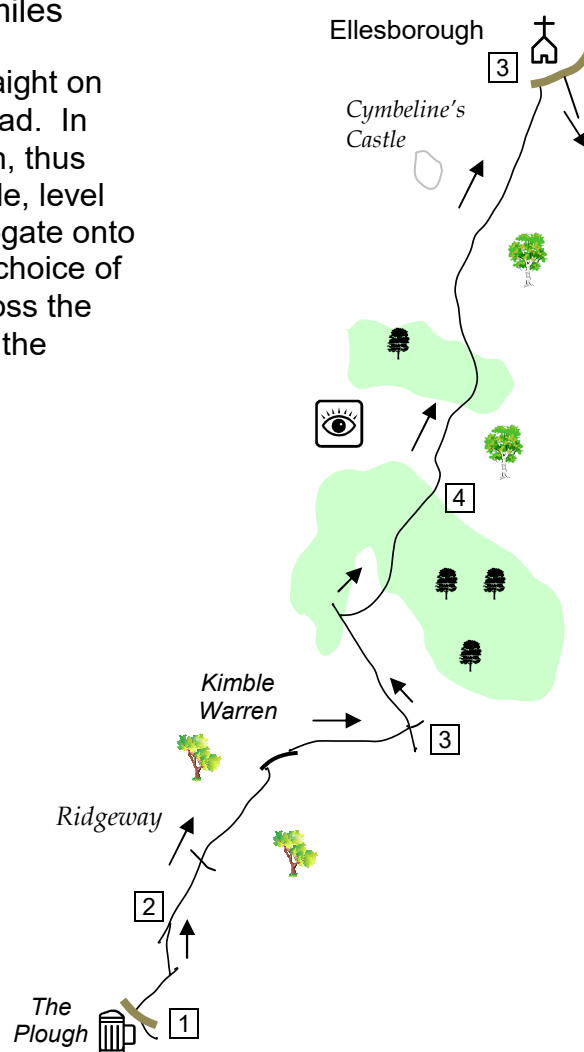 miles
aight on
ad. In
n, thus
le, level
gate onto
choice of
oss the
the
Ellesborough
3
Cymbeline's
Castle
4
Kimble
Warren
3
Ridgeway
2
The
Plough
1